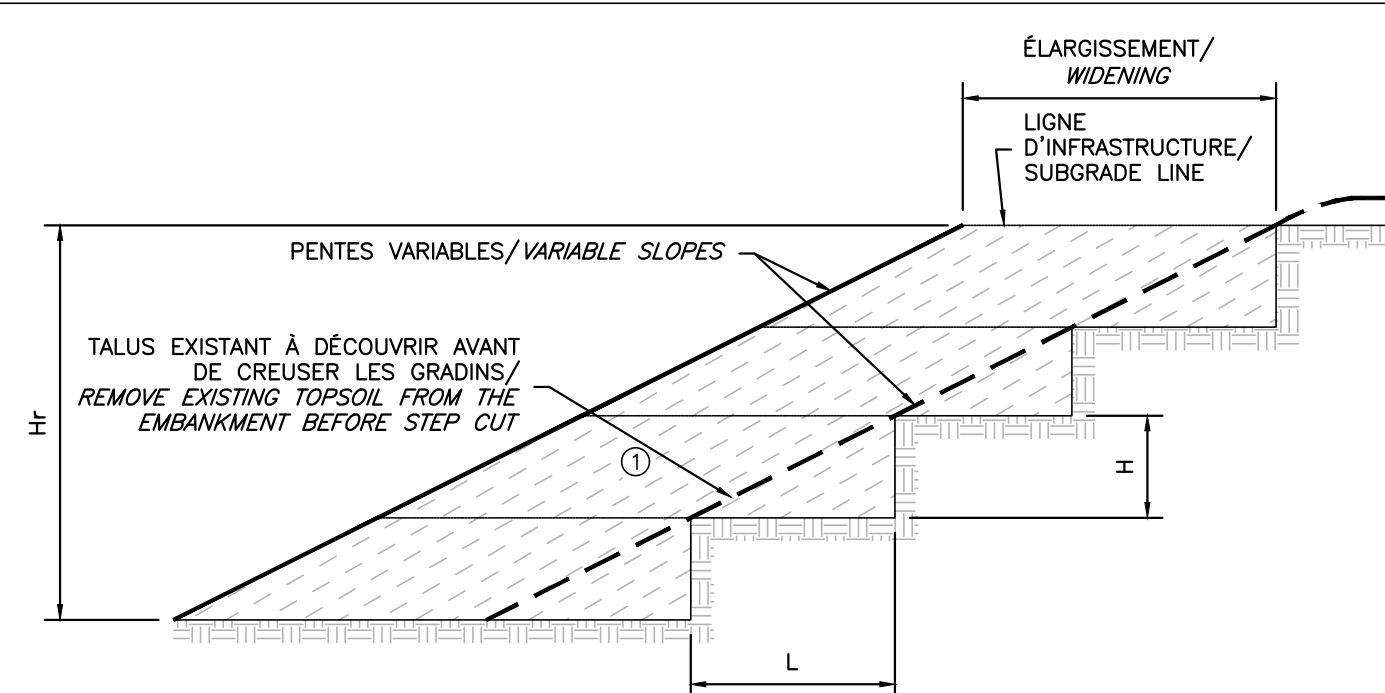 ÉLARGISSEMENT/
WIDENING
LIGNE
D'INFRASTRUCTURE/
SUBGRADE LINE
PENTES VARIABLES/VARIABLE SLOPES
TALUS EXISTANT À DÉCOUVRIR AVANT
DE CREUSER LES GRADINS/
REMOVE EXISTING TOPSOIL FROM THE
EMBANKMENT BEFORE STEP CUT
Hr
1
H
L